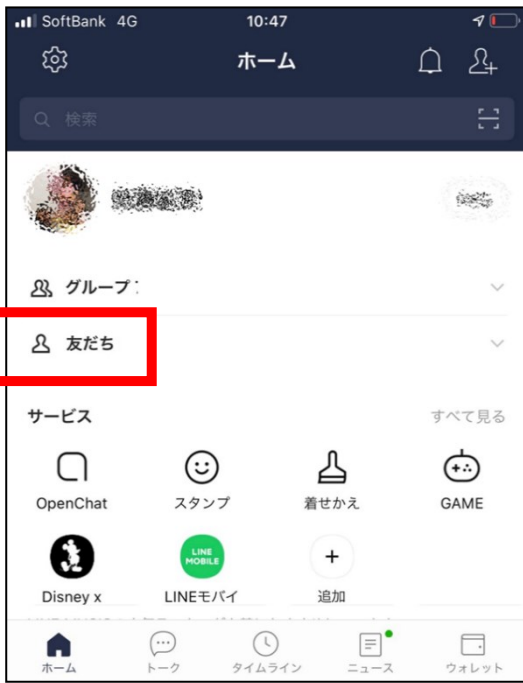 SoftBank 4G 10:47
ホーム
検索
グループ
友だち
サービス すべて見る
OpenChat スタンプ 着せかえ GAME
LINE
MOBILE
Disney x LINEモバイ 追加
ホーム トーク タイムライン ニュース ウォレット